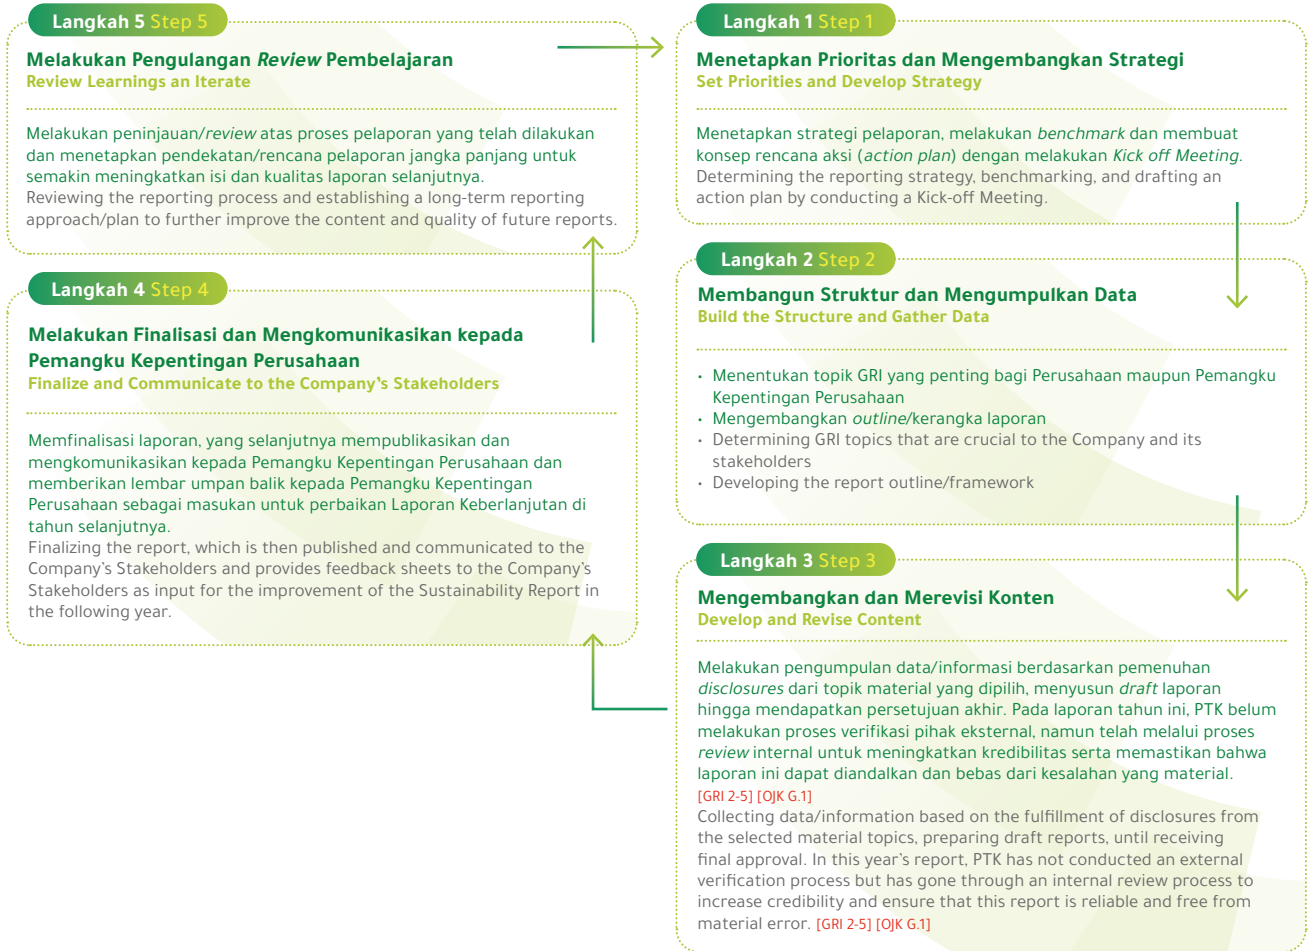 Langkah 5 Step 5
Melakukan Pengulangan Review Pembelajaran
Review Learnings an Iterate
Melakukan peninjauan/review atas proses pelaporan yang telah dilakukan
dan menetapkan pendekatan/rencana pelaporan jangka panjang untuk
semakin meningkatkan isi dan kualitas laporan selanjutnya.
Reviewing the reporting process and establishing a long-term reporting
approach/plan to further improve the content and quality of future reports.
Langkah 4 Step 4
Melakukan Finalisasi dan Mengkomunikasikan kepada
Pemangku Kepentingan Perusahaan
Finalize and Communicate to the Company's Stakeholders
Memfinalisasi laporan, yang selanjutnya mempublikasikan dan
mengkomunikasikan kepada Pemangku Kepentingan Perusahaan dan
memberikan lembar umpan balik kepada Pemangku Kepentingan
Perusahaan sebagai masukan untuk perbaikan Laporan Keberlanjutan di
tahun selanjutnya.
Finalizing the report, which is then published and communicated to the
Company's Stakeholders and provides feedback sheets to the Company's
Stakeholders as input for the improvement of the Sustainability Report in
the following year.
Langkah 1 Step 1
Menetapkan Prioritas dan Mengembangkan Strategi
Set Priorities and Develop Strategy
Menetapkan strategi pelaporan, melakukan benchmark dan membuat
konsep rencana aksi (action plan) dengan melakukan Kick off Meeting.
Determining the reporting strategy, benchmarking, and drafting an
action plan by conducting a Kick-off Meeting.
Langkah 2 Step 2
Membangun Struktur dan Mengumpulkan Data
Build the Structure and Gather Data
• Menentukan topik GRI yang penting bagi Perusahaan maupun Pemangku
Kepentingan Perusahaan
• Mengembangkan outline/kerangka laporan
• Determining GRI topics that are crucial to the Company and its
stakeholders
• Developing the report outline/framework
Langkah 3 Step 3
Mengembangkan dan Merevisi Konten
Develop and Revise Content
Melakukan pengumpulan data/informasi berdasarkan pemenuhan
disclosures dari topik material yang dipilih, menyusun draft laporan
hingga mendapatkan persetujuan akhir. Pada laporan tahun ini, PTK belum
melakukan proses verifikasi pihak eksternal, namun telah melalui proses
review internal untuk meningkatkan kredibilitas serta memastikan bahwa
laporan ini dapat diandalkan dan bebas dari kesalahan yang material.
[GRI 2-5] [OJK G.1]
Collecting data/information based on the fulfillment of disclosures from
the selected material topics, preparing draft reports, until receiving
final approval. In this year's report, PTK has not conducted an external
verification process but has gone through an internal review process to
increase credibility and ensure that this report is reliable and free from
material error. [GRI 2-5] [OJK G.1]